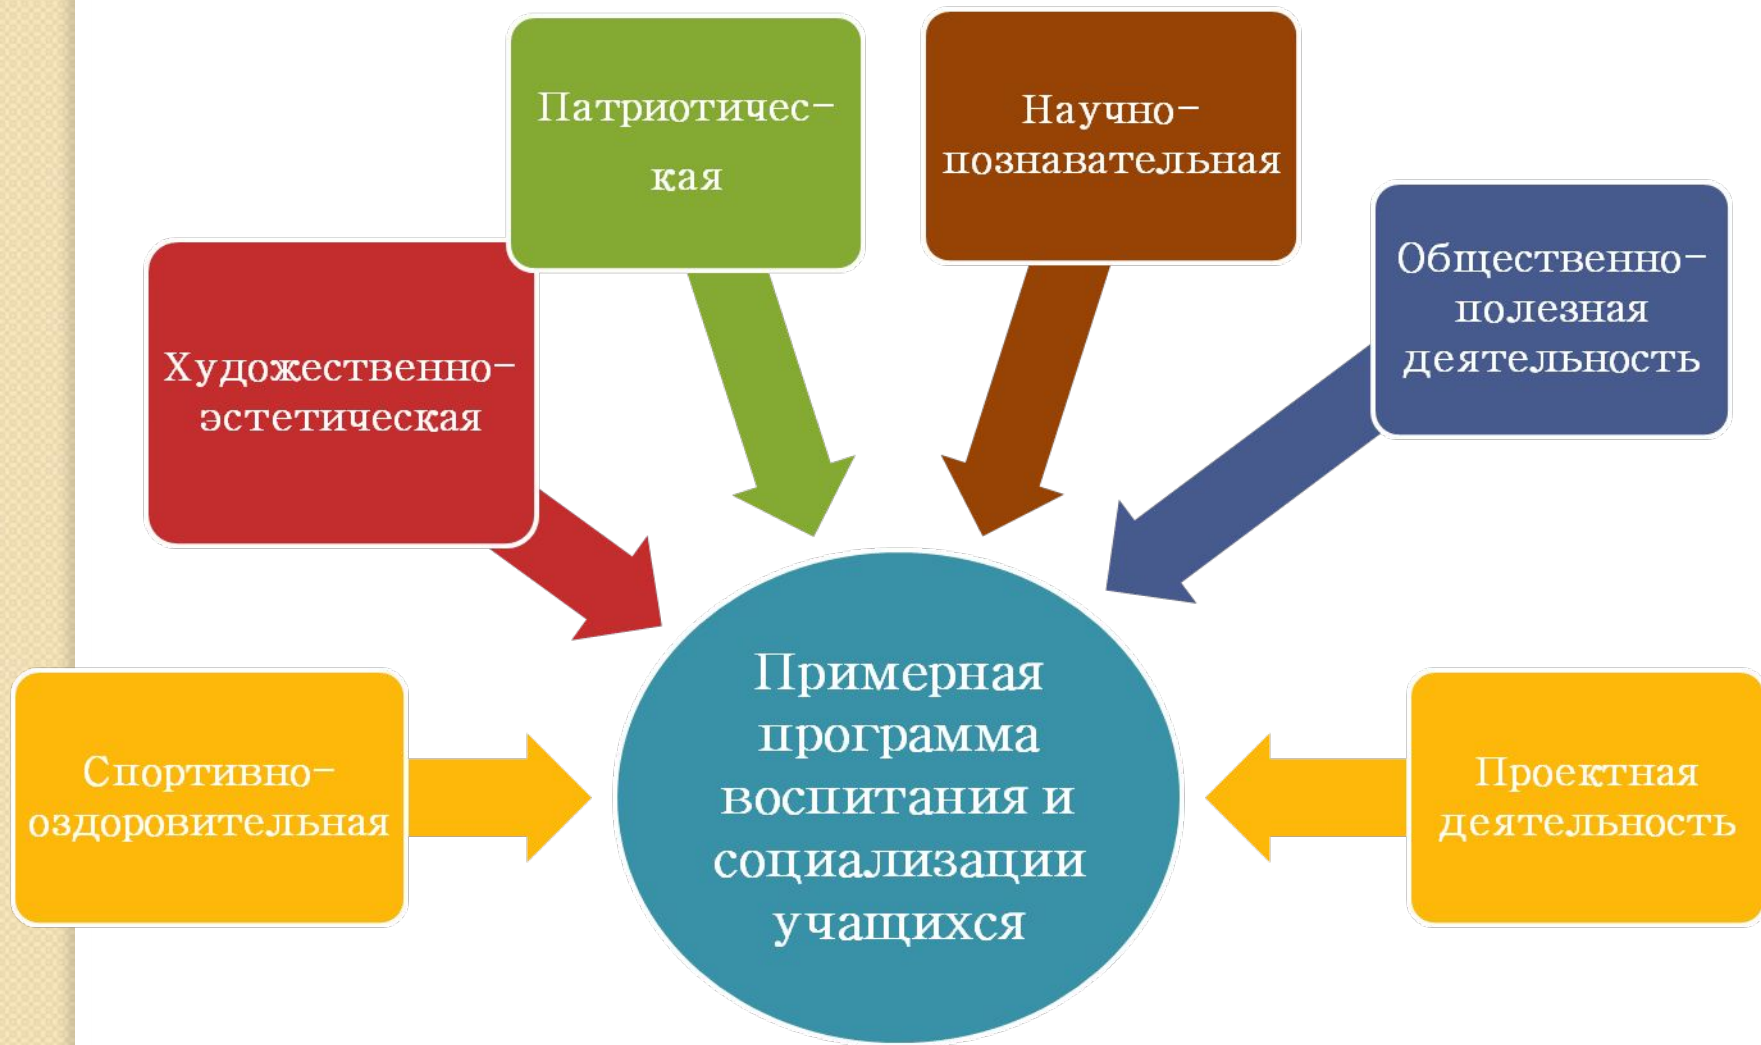 Патриотичес-
кая
Научно-
познавательная
Общественно-
полезная
деятельность
Художественно-
эстетическая
Спортивно-
оздоровительная
Примерная
программа
воспитания и
социализации
учащихся
Проектная
деятельность